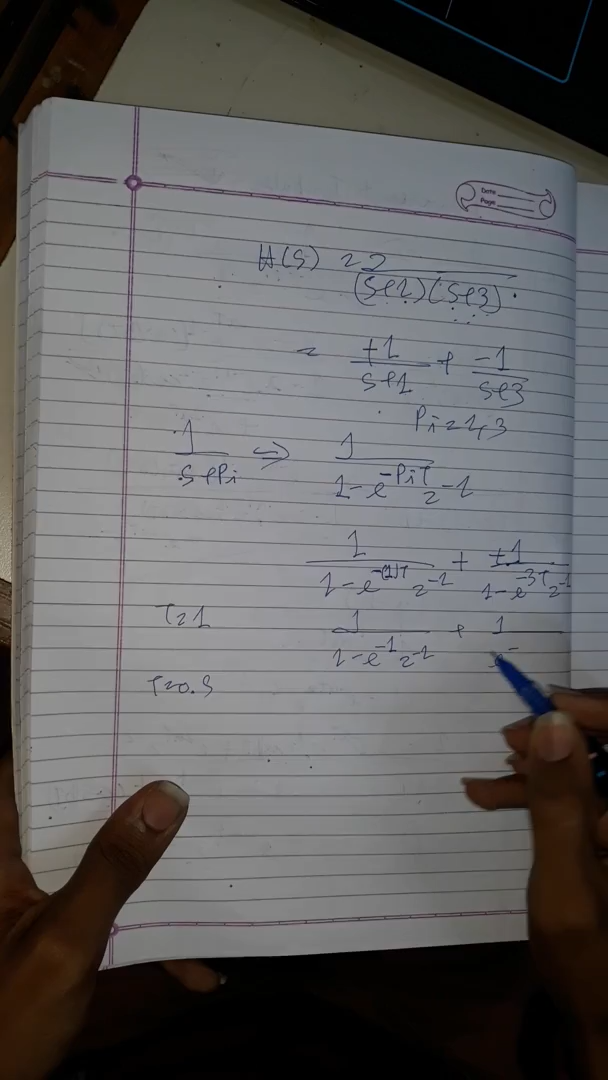 Date
Page
H(S) = 2 / (S+1)(S+3)
= +1 / S+1 + -1 / S+3
Pi = 1,3
1 / S+Pi ⇒ 1 / 1-e^-PiT z^-1
1 / 1-e^-(1)T z^-1 + ±1 / 1-e^-3T z^-1
T=1 1 / 1-e^-1 z^-1 + 1 / e^-
T=0.5